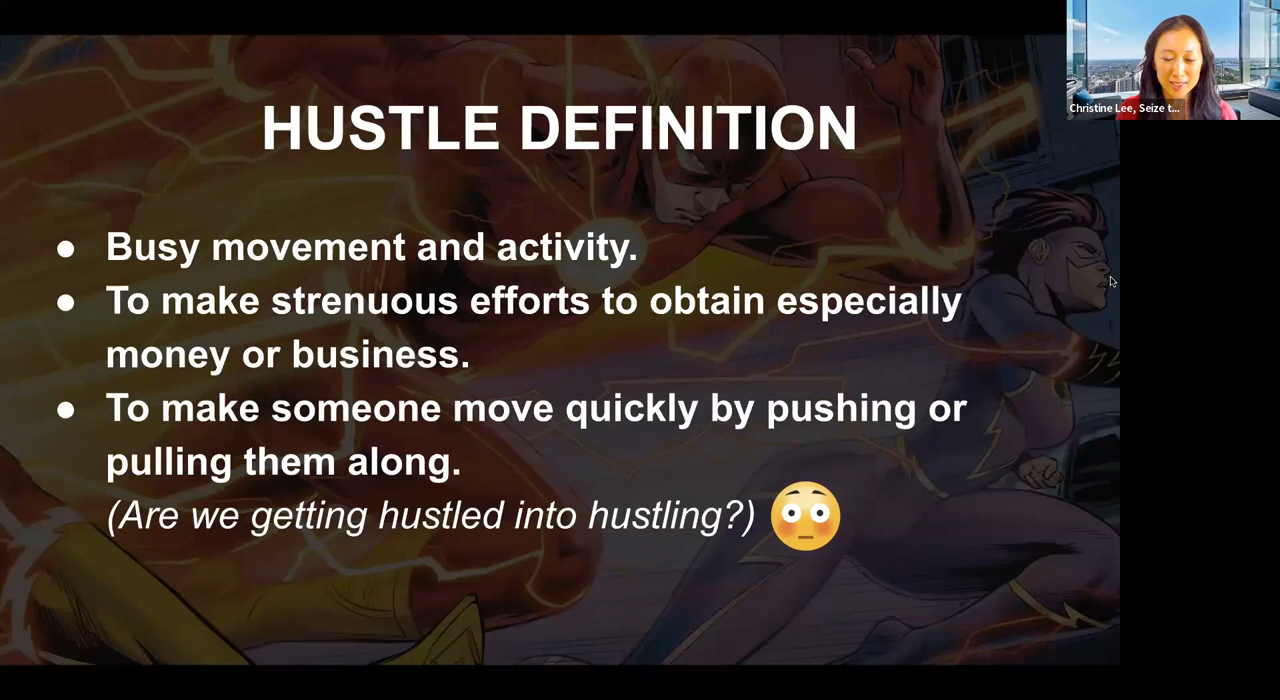 HUSTLE DEFINITION
● Busy movement and activity.
● To make strenuous efforts to obtain especially
money or business.
● To make someone move quickly by pushing or
pulling them along.
(Are we getting hustled into hustling?) 😳
Christine Lee, Seize t...